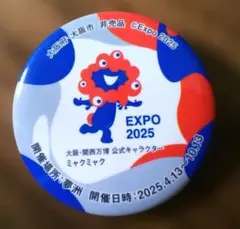 大阪府・大阪市 非売品 ©Expo 2025
EXPO
2025
大阪・関西万博 公式キャラクター
ミャクミャク
開催場所:夢洲 開催日時:2025.4.13〜10.13